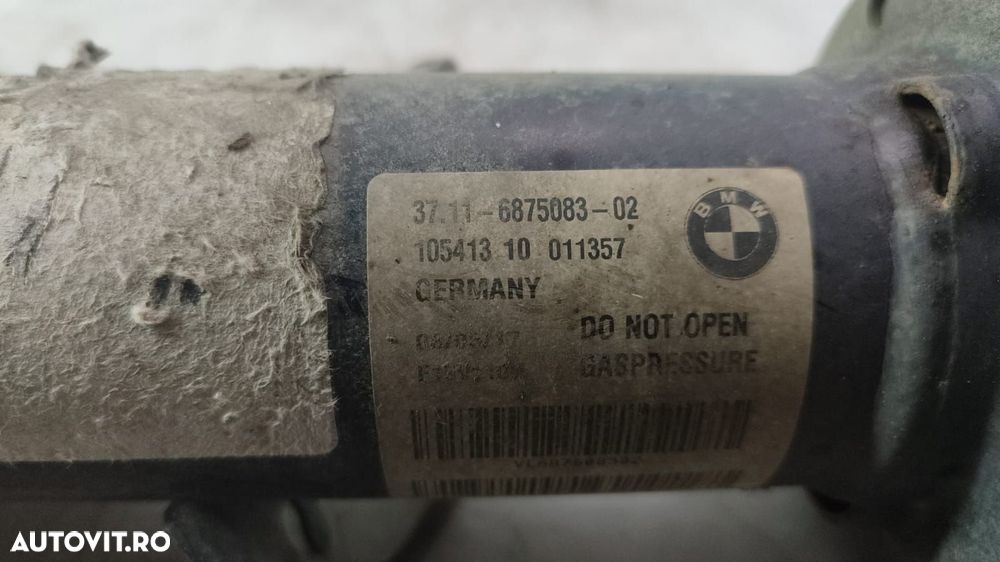 37.11-6875083-02
BMW
105413 10 011357
GERMANY
DO NOT OPEN
GASPRESSURE
AUTOVIT.RO